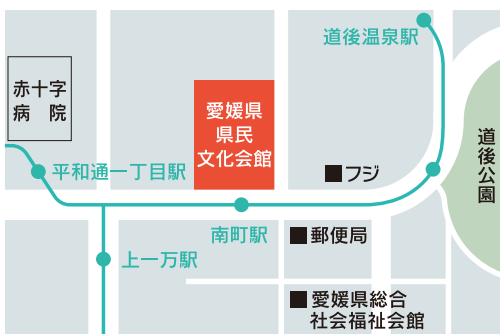 道後温泉駅
赤十字
病　院
愛媛県
県民
文化会館
道後公園
平和通一丁目駅
フジ
南町駅
郵便局
上一万駅
愛媛県総合
社会福祉会館